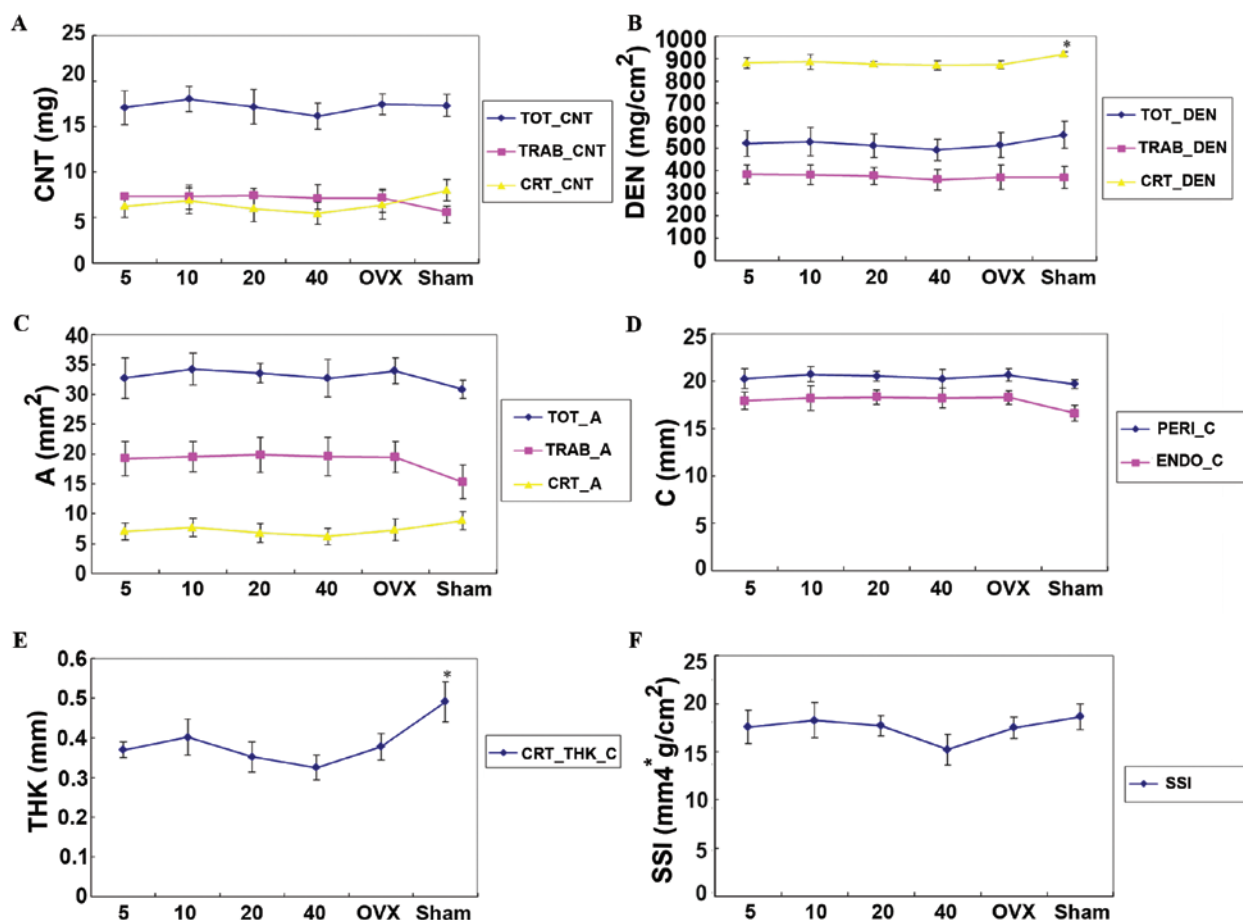 A
CNT (mg)
25
20
15
10
5
0
5 10 20 40 OVX Sham
TOT_CNT
TRAB_CNT
CRT_CNT
B
DEN (mg/cm2)
1000
900
800
700
600
500
400
300
200
100
0
*
5 10 20 40 OVX Sham
TOT_DEN
TRAB_DEN
CRT_DEN
C
A (mm2)
40
35
30
25
20
15
10
5
0
5 10 20 40 OVX Sham
TOT_A
TRAB_A
CRT_A
D
C (mm)
25
20
15
10
5
0
5 10 20 40 OVX Sham
PERI_C
ENDO_C
E
THK (mm)
0.6
0.5
0.4
0.3
0.2
0.1
0
*
5 10 20 40 OVX Sham
CRT_THK_C
F
SSI (mm4* g/cm2)
25
20
15
10
5
0
5 10 20 40 OVX Sham
SSI